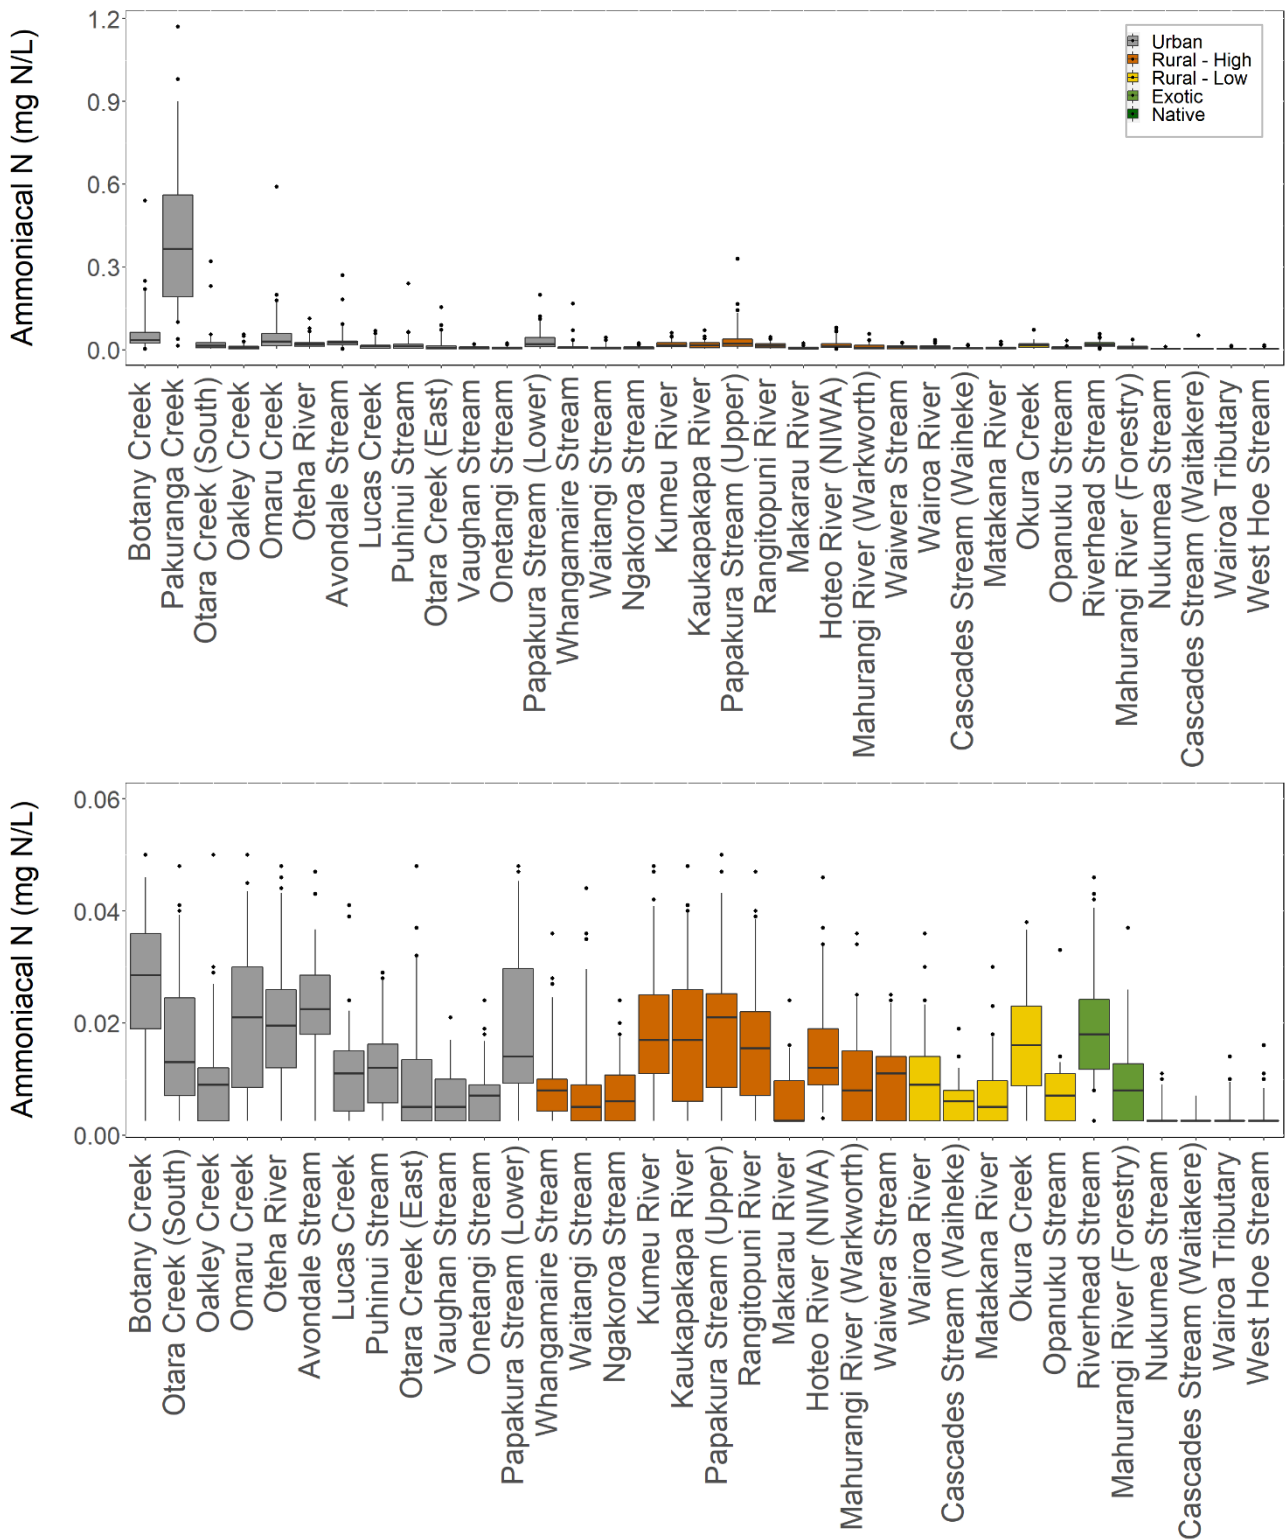 Ammoniacal N (mg N/L)
1.2
0.9
0.6
0.3
0.0
Urban
Rural - High
Rural - Low
Exotic
Native
Botany Creek
Pakuranga Creek
Otara Creek (South)
Oakley Creek
Omaru Creek
Oteha River
Avondale Stream
Lucas Creek
Puhinui Stream
Otara Creek (East)
Vaughan Stream
Onetangi Stream
Papakura Stream (Lower)
Whangamaire Stream
Waitangi Stream
Ngakoroa Stream
Kumeu River
Kaukapakapa River
Papakura Stream (Upper)
Rangitopuni River
Makarau River
Hoteo River (NIWA)
Mahurangi River (Warkworth)
Waiwera Stream
Wairoa River
Cascades Stream (Waiheke)
Matakana River
Okura Creek
Opanuku Stream
Riverhead Stream
Mahurangi River (Forestry)
Nukumea Stream
Cascades Stream (Waitakere)
Wairoa Tributary
West Hoe Stream
Ammoniacal N (mg N/L)
0.06
0.04
0.02
0.00
Botany Creek
Otara Creek (South)
Oakley Creek
Omaru Creek
Oteha River
Avondale Stream
Lucas Creek
Puhinui Stream
Otara Creek (East)
Vaughan Stream
Onetangi Stream
Papakura Stream (Lower)
Whangamaire Stream
Waitangi Stream
Ngakoroa Stream
Kumeu River
Kaukapakapa River
Papakura Stream (Upper)
Rangitopuni River
Makarau River
Hoteo River (NIWA)
Mahurangi River (Warkworth)
Waiwera Stream
Wairoa River
Cascades Stream (Waiheke)
Matakana River
Okura Creek
Opanuku Stream
Riverhead Stream
Mahurangi River (Forestry)
Nukumea Stream
Cascades Stream (Waitakere)
Wairoa Tributary
West Hoe Stream